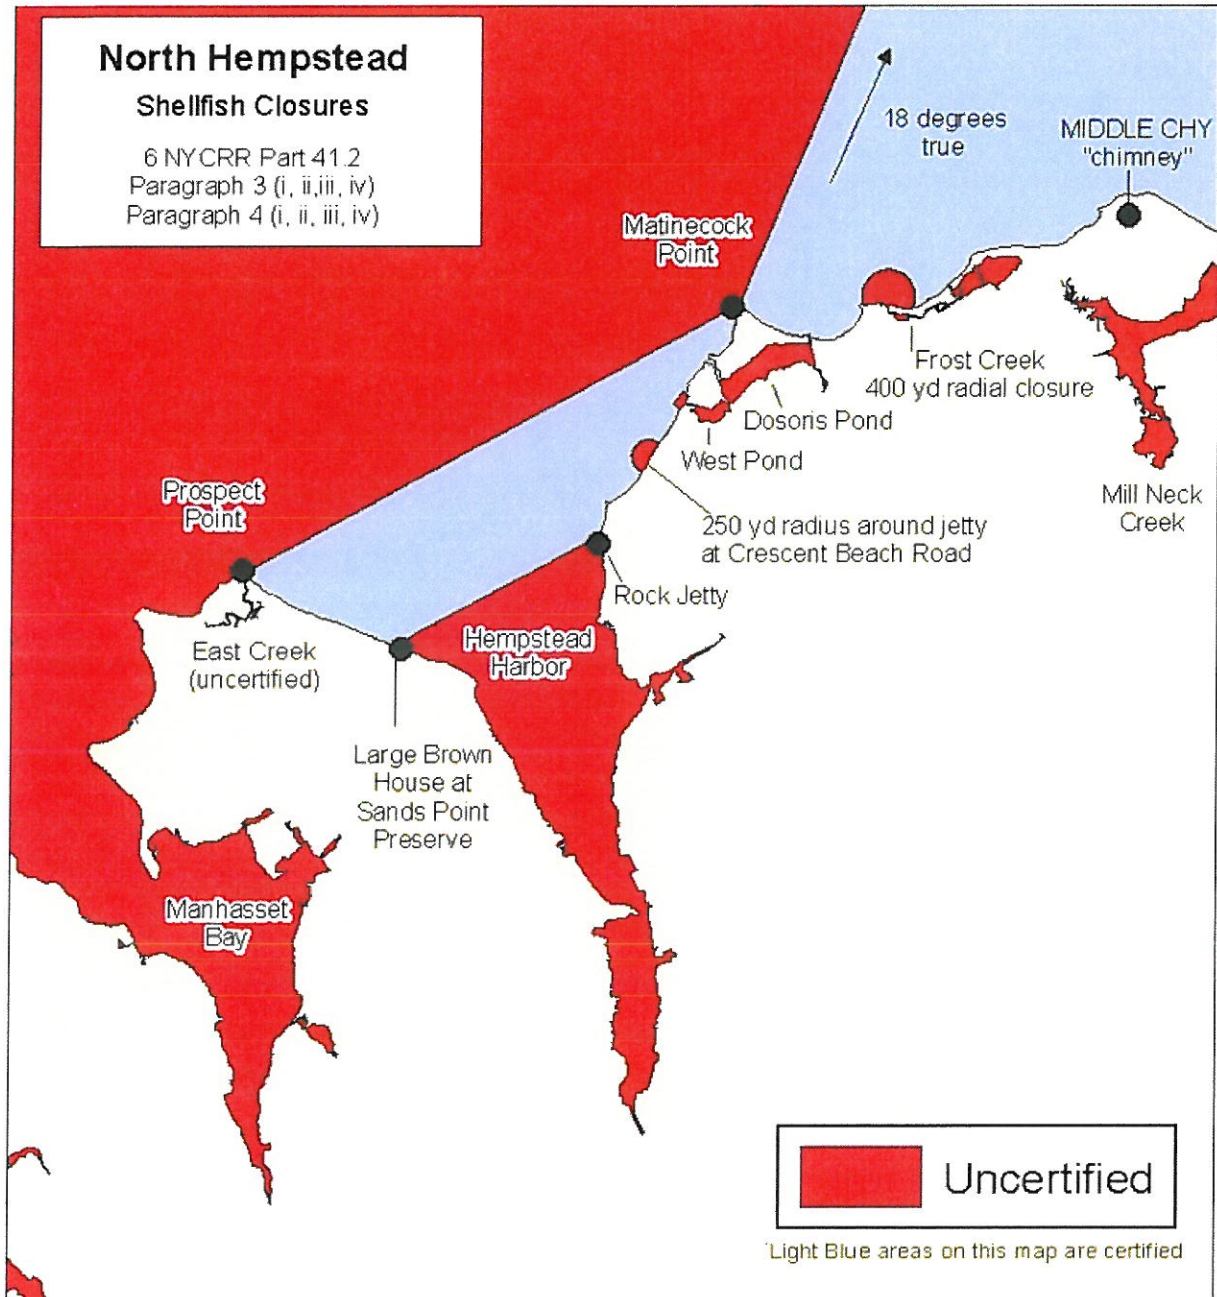 North Hempstead
Shellfish Closures
6 NYCRR Part 41.2
Paragraph 3 (i, ii,iii, iv)
Paragraph 4 (i, ii, iii, iv)
18 degrees
true
MIDDLE CHY
"chimney"
Matinecock
Point
Frost Creek
400 yd radial closure
Dosoris Pond
West Pond
Mill Neck
Creek
Prospect
Point
250 yd radius around jetty
at Crescent Beach Road
Rock Jetty
East Creek
(uncertified)
Hempstead
Harbor
Large Brown
House at
Sands Point
Preserve
Manhasset
Bay
Uncertified
*Light Blue areas on this map are certified